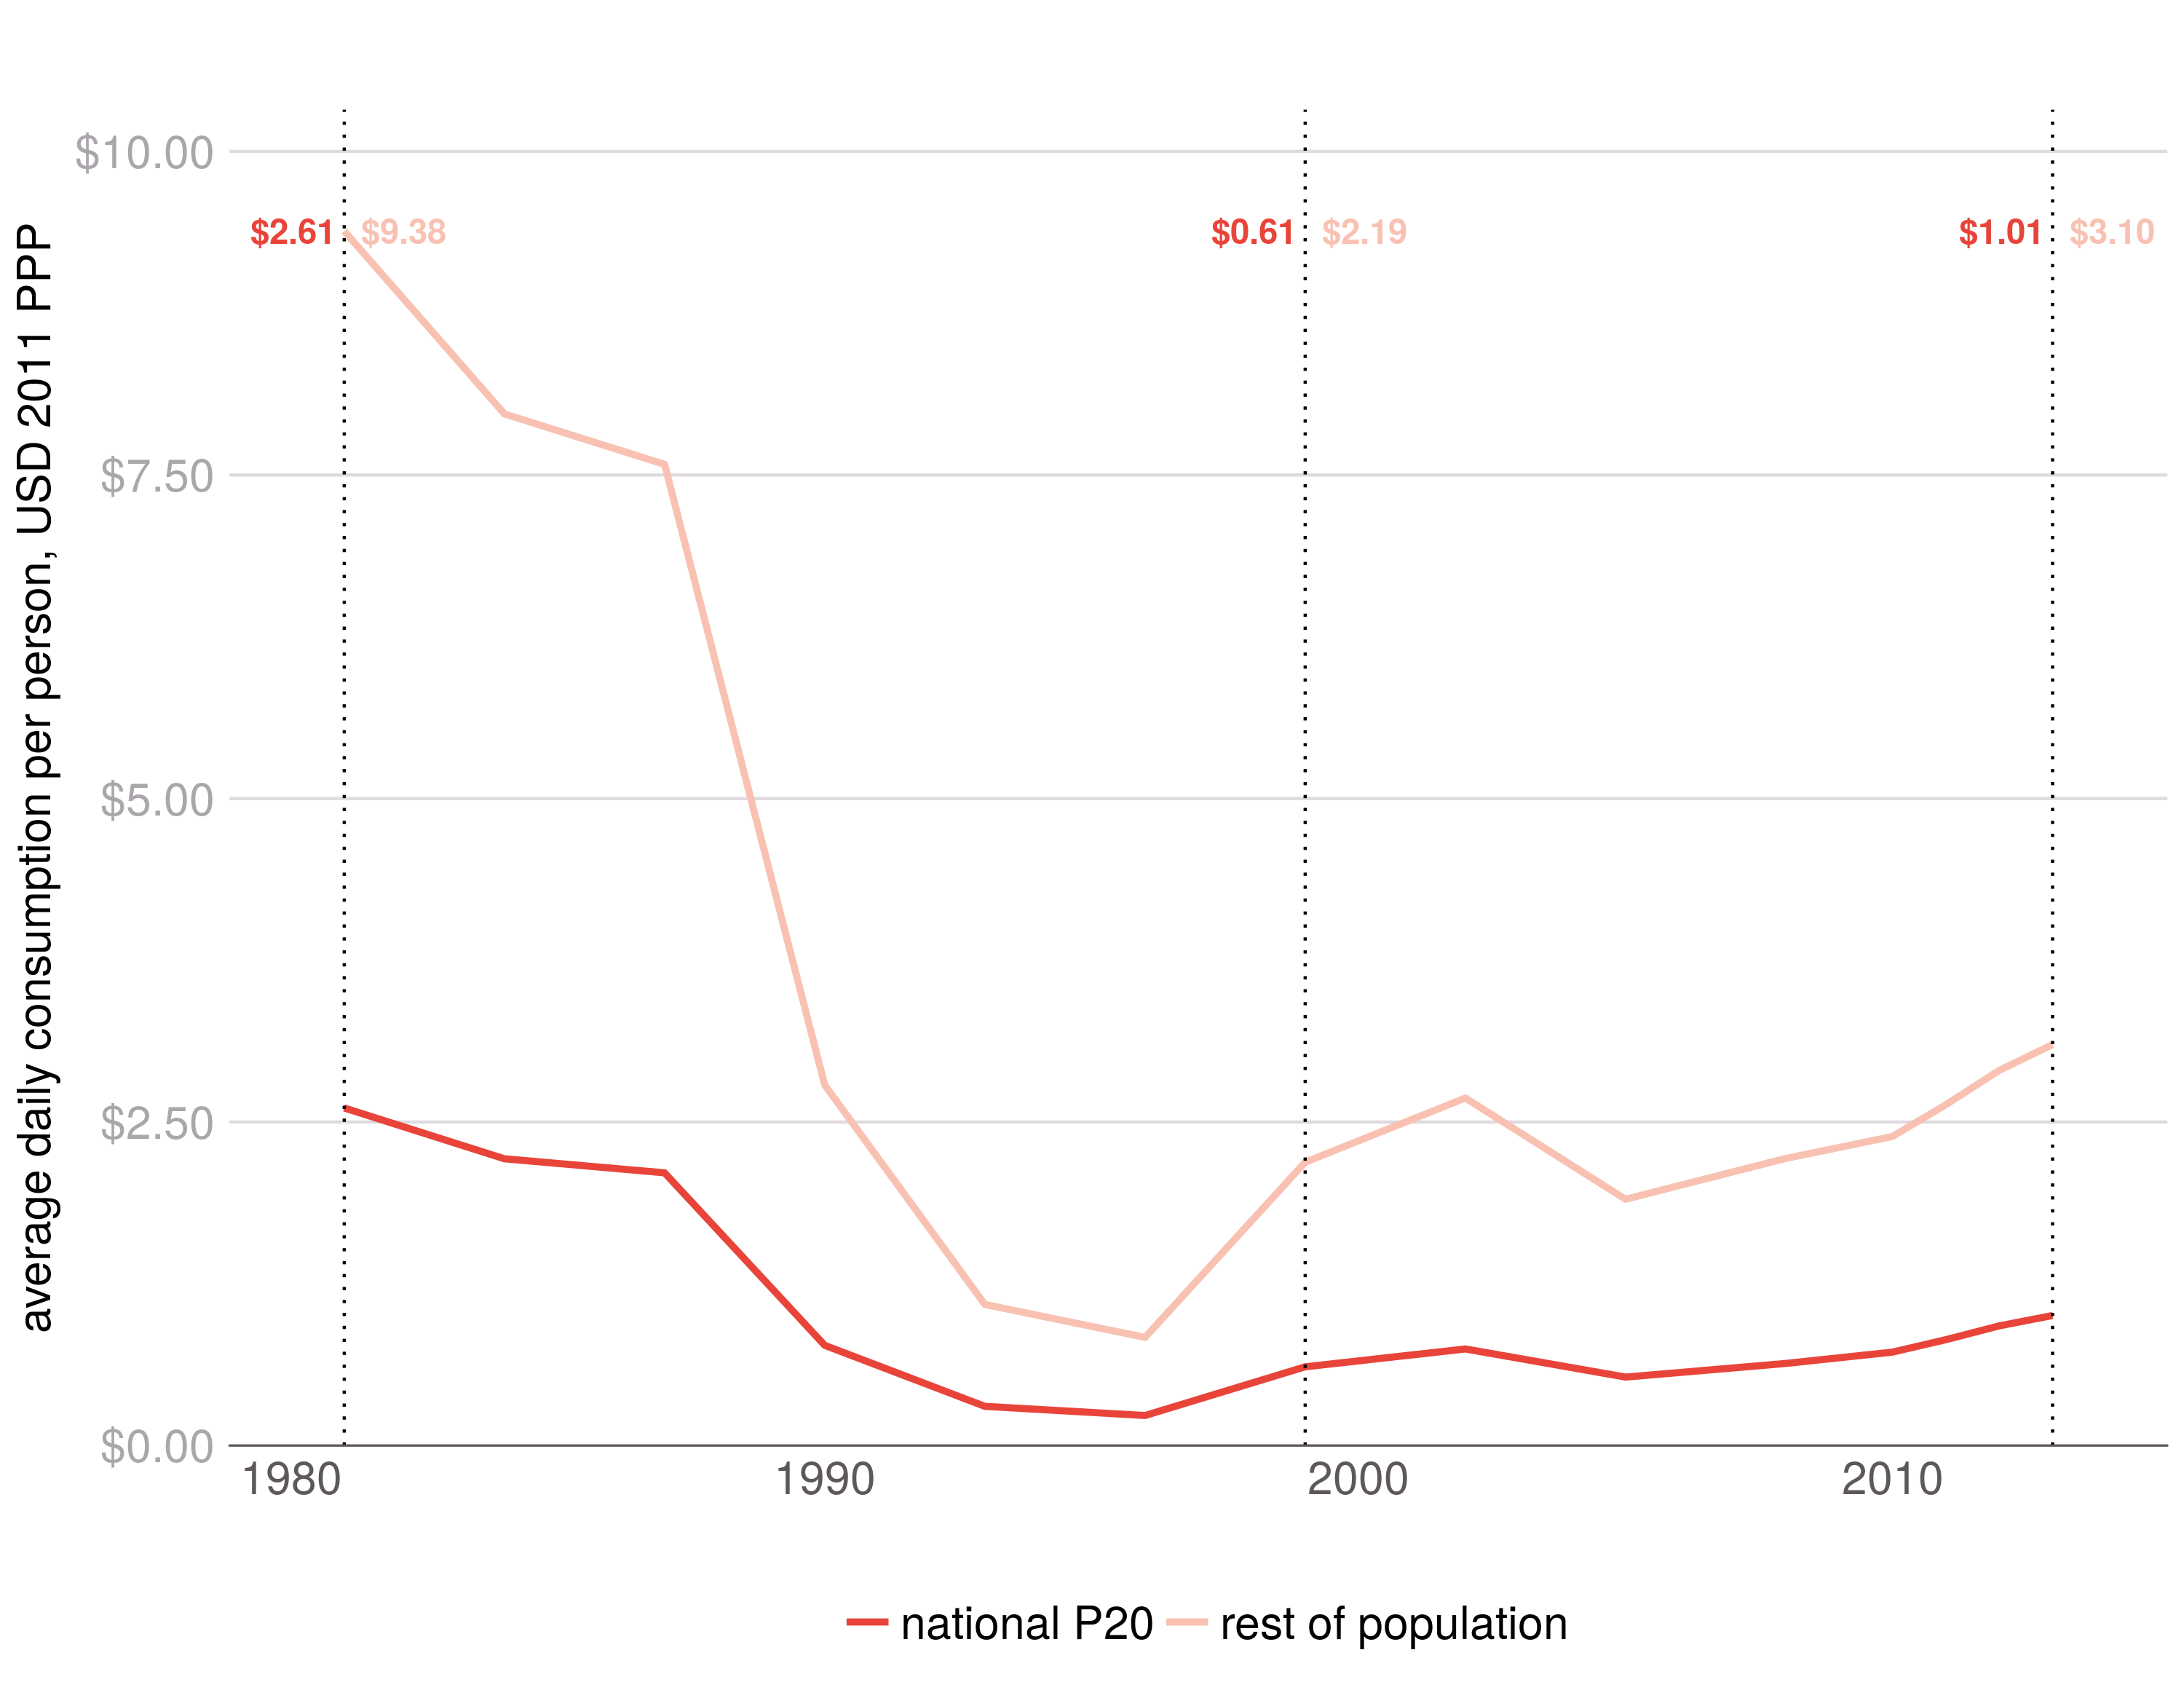 average daily consumption per person, USD 2011 PPP
$10.00
$2.61 $9.38 $0.61 $2.19 $1.01 $3.10
$7.50
$5.00
$2.50
$0.00
1980 1990 2000 2010
national P20 rest of population